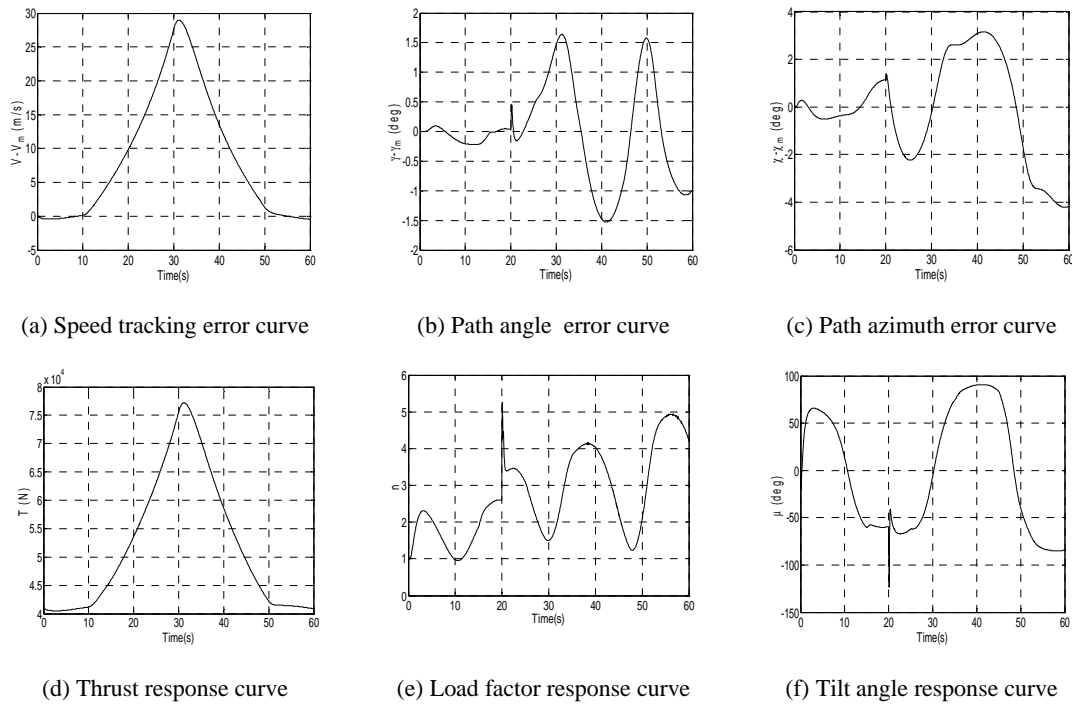 30
25
20
15
10
5
0
-5
0 10 20 30 40 50 60
V - V_m (m/s)
Time(s)
(a) Speed tracking error curve
2
1.5
1
0.5
0
-0.5
-1
-1.5
-2
0 10 20 30 40 50 60
γ-γ_m (deg)
Time(s)
(b) Path angle error curve
4
2
0
-2
-4
-6
0 10 20 30 40 50 60
χ-χ_m (deg)
Time(s)
(c) Path azimuth error curve
x 10^4
8
7.5
7
6.5
6
5.5
5
4.5
4
0 10 20 30 40 50 60
T (N)
Time(s)
(d) Thrust response curve
6
5
4
3
2
1
0
0 10 20 30 40 50 60
n
Time(s)
(e) Load factor response curve
100
50
0
-50
-100
-150
0 10 20 30 40 50 60
μ (deg)
Time(s)
(f) Tilt angle response curve